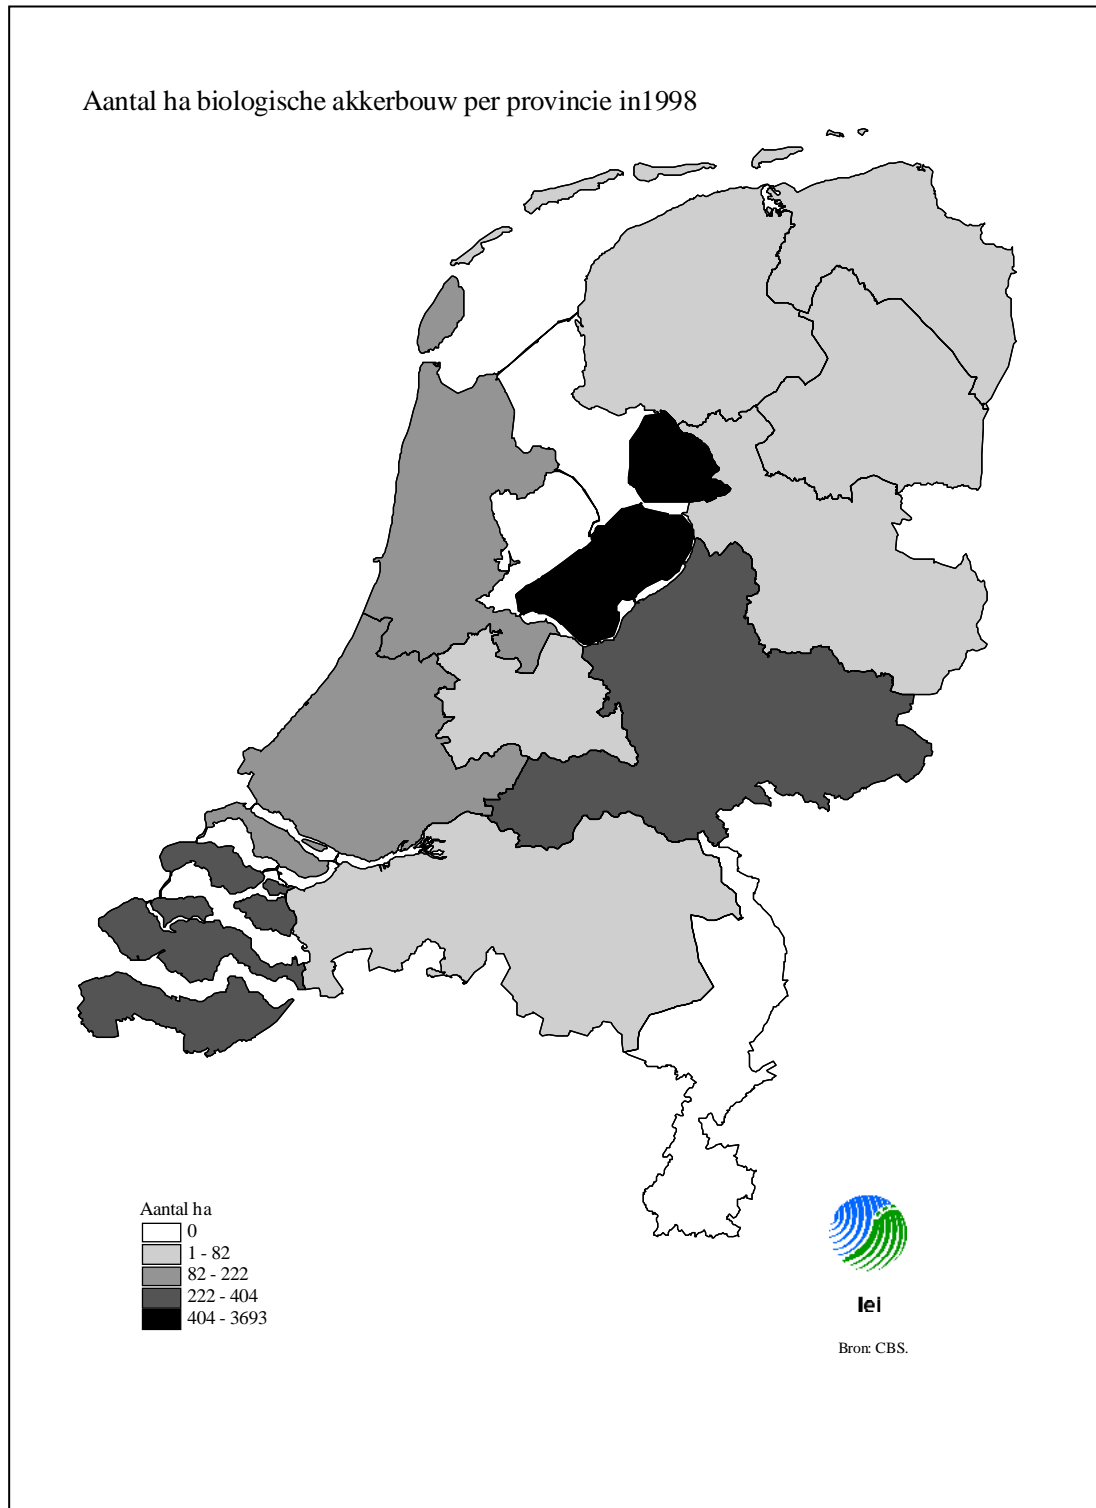 Aantal ha biologische akkerbouw per provincie in1998
Aantal ha
0
1 - 82
82 - 222
222 - 404
404 - 3693
lei
Bron: CBS.